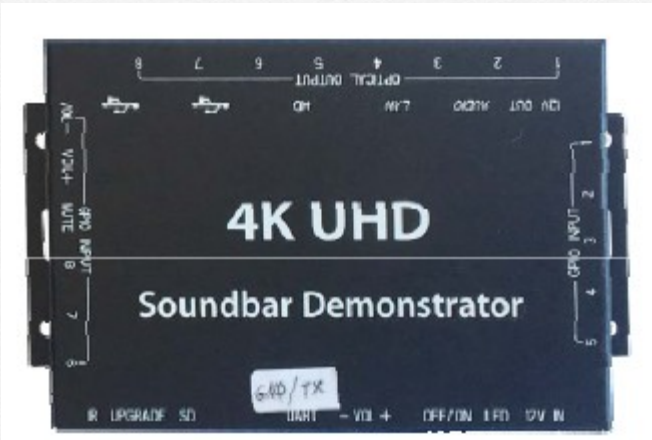 8 7 6 5 4 3 2 1
OPTICAL OUTPUT
HD LAN AUDIO 12V OUT
VOL- VOL+ MUTE 8 7 6
GPIO INPUT
1 2 3 4 5
GPIO INPUT
4K UHD
Soundbar Demonstrator
GND/TX
IR UPGRADE SD UART - VOL + OFF/ON LED 12V IN